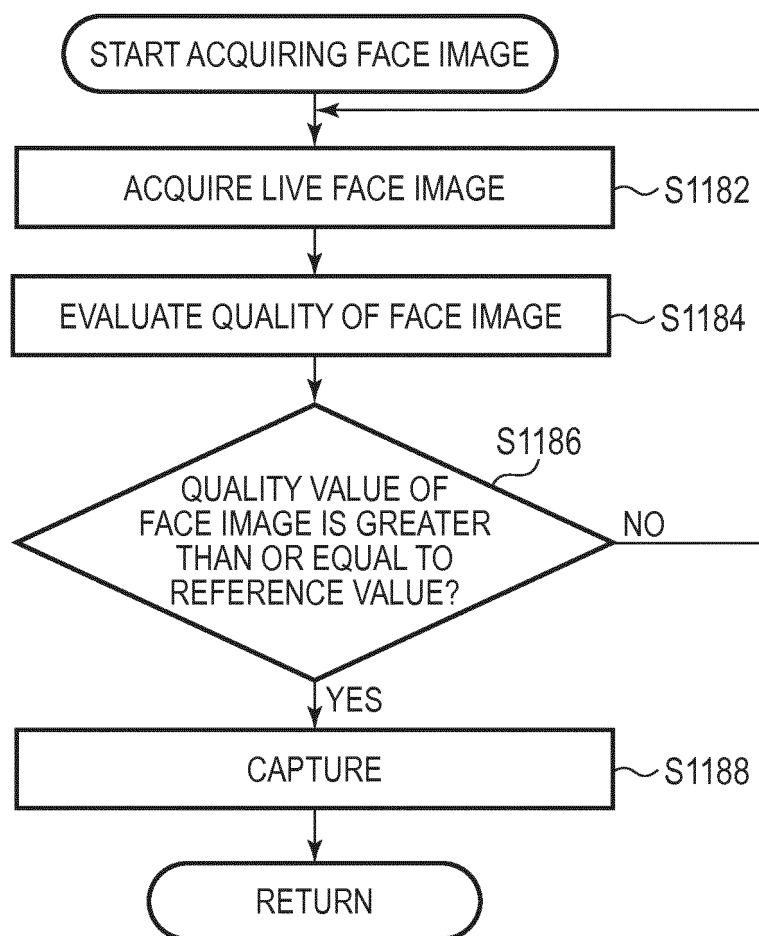 START ACQUIRING FACE IMAGE
ACQUIRE LIVE FACE IMAGE
S1182
EVALUATE QUALITY OF FACE IMAGE
S1184
S1186
QUALITY VALUE OF
FACE IMAGE IS GREATER
THAN OR EQUAL TO
REFERENCE VALUE?
NO
YES
CAPTURE
S1188
RETURN